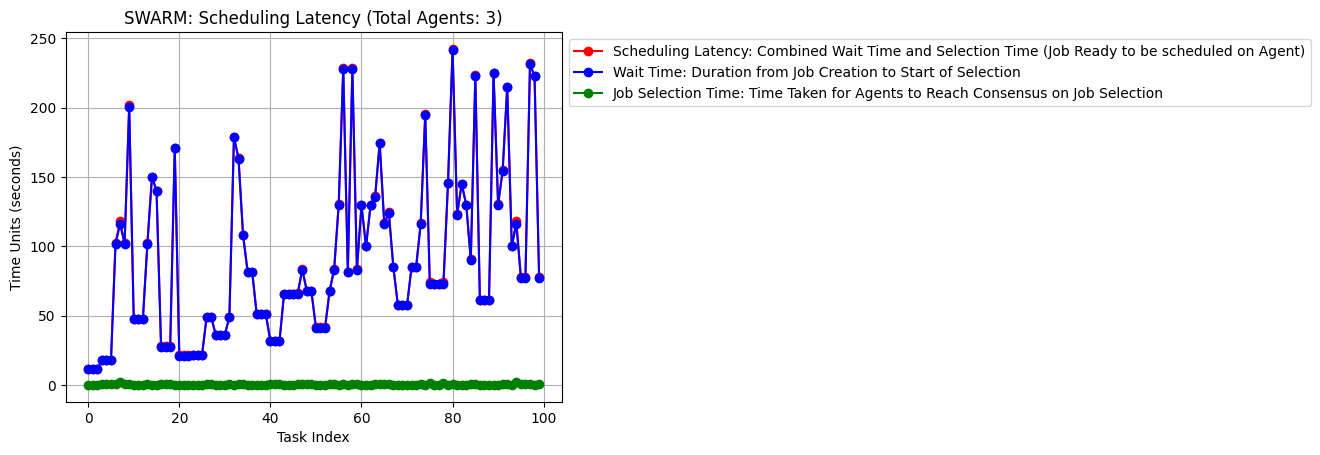 SWARM: Scheduling Latency (Total Agents: 3)
Scheduling Latency: Combined Wait Time and Selection Time (Job Ready to be scheduled on Agent)
Wait Time: Duration from Job Creation to Start of Selection
Job Selection Time: Time Taken for Agents to Reach Consensus on Job Selection
Time Units (seconds)
250
200
150
100
50
0
0 20 40 60 80 100
Task Index